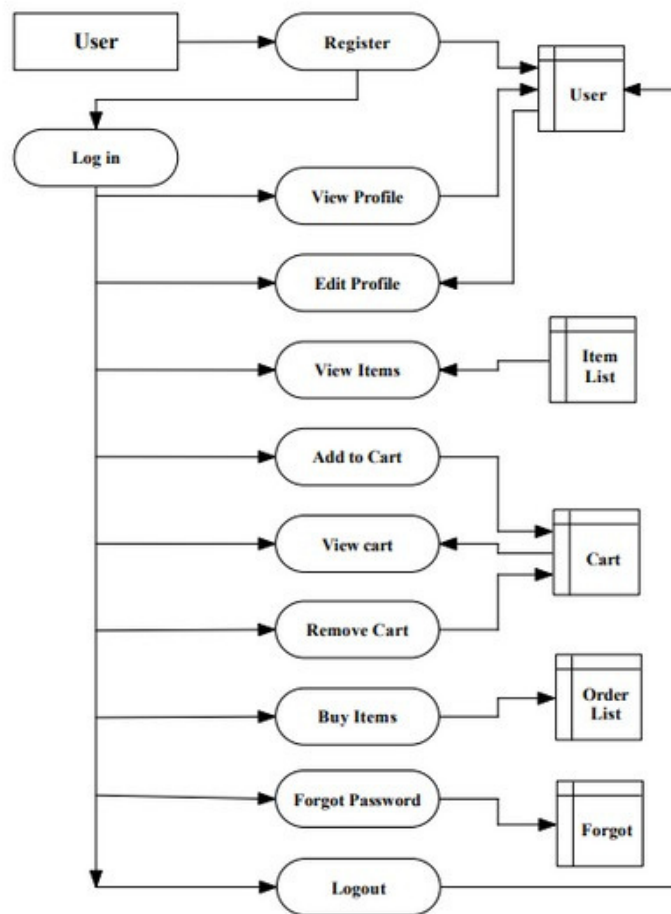 User
Register
User
Log in
View Profile
Edit Profile
View Items
Item
List
Add to Cart
View cart
Cart
Remove Cart
Buy Items
Order
List
Forgot Password
Forgot
Logout